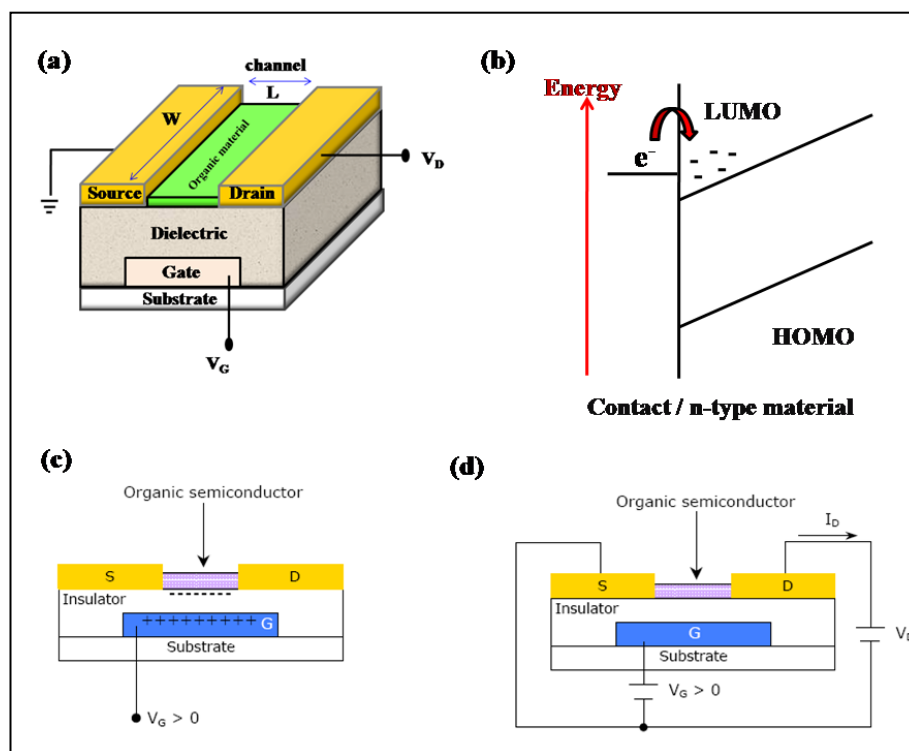 (a)
channel
L
W
Organic material
Source
Drain
V_D
Dielectric
Gate
Substrate
V_G
(b)
Energy
LUMO
e⁻
HOMO
Contact / n-type material
(c)
Organic semiconductor
S
D
Insulator
+++++++++ G
Substrate
V_G > 0
(d)
Organic semiconductor
I_D
S
D
Insulator
G
Substrate
V_G > 0
V_D